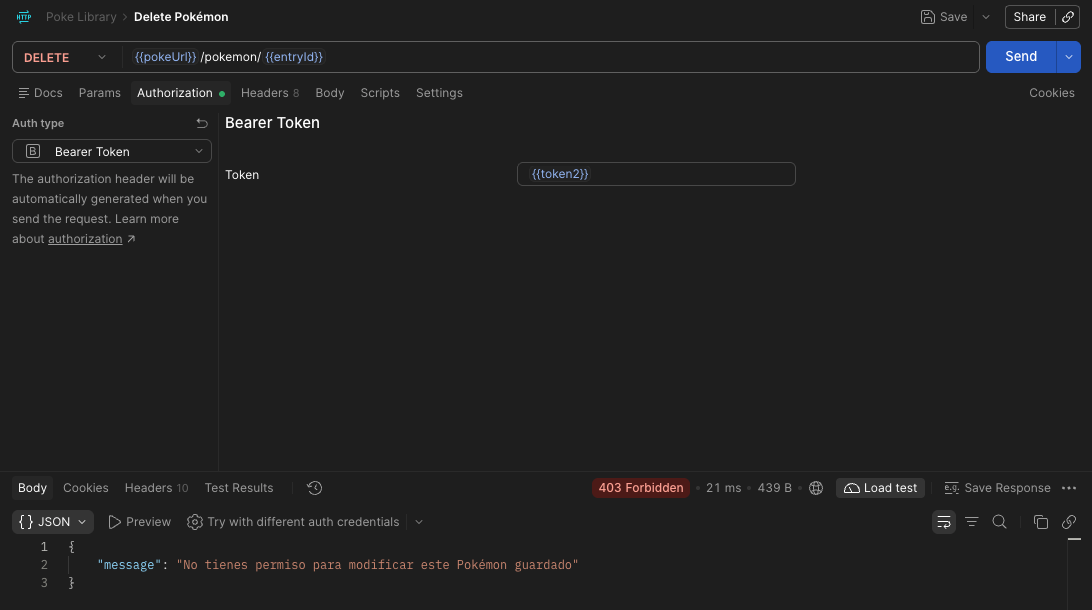 HTTP Poke Library > Delete Pokémon Save Share
DELETE {{pokeUrl}} /pokemon/ {{entryId}} Send
Docs Params Authorization Headers 8 Body Scripts Settings Cookies
Auth type
Bearer Token
B Bearer Token
Token {{token2}}
The authorization header will be
automatically generated when you
send the request. Learn more
about authorization ↗
Body Cookies Headers 10 Test Results 403 Forbidden • 21 ms • 439 B • Load test e.g. Save Response •••
{} JSON Preview Try with different auth credentials
1 {
2 "message": "No tienes permiso para modificar este Pokémon guardado"
3 }